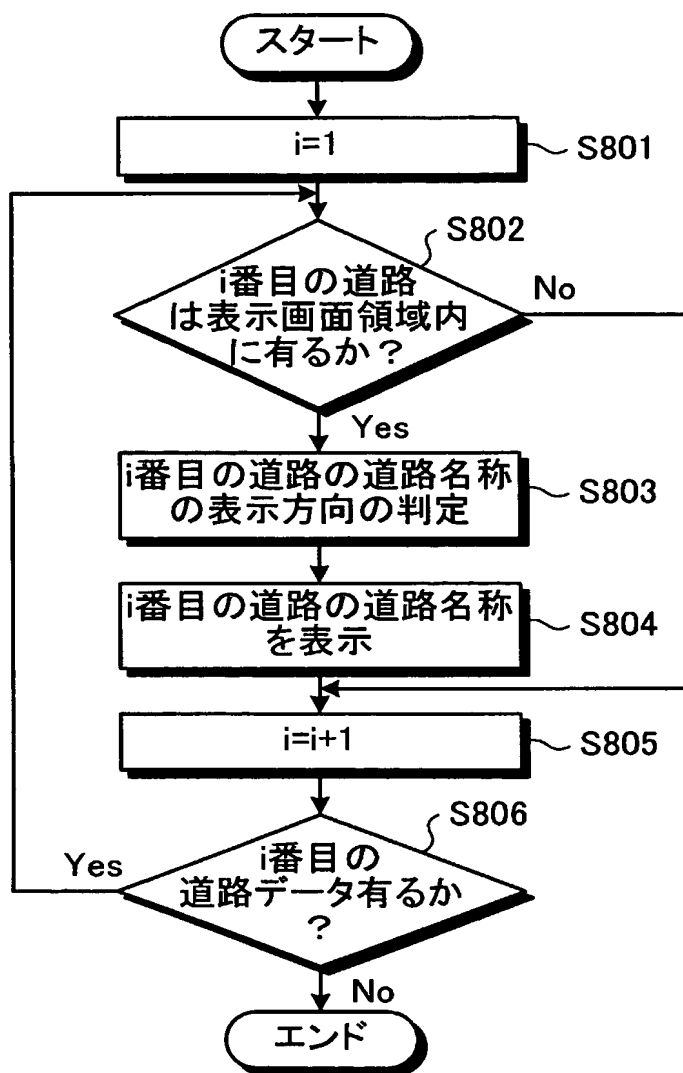 スタート
i=1
S801
S802
i番目の道路
は表示画面領域内
に有るか？
No
Yes
i番目の道路の道路名称
の表示方向の判定
S803
i番目の道路の道路名称
を表示
S804
i=i+1
S805
S806
Yes
i番目の
道路データ有るか
？
No
エンド